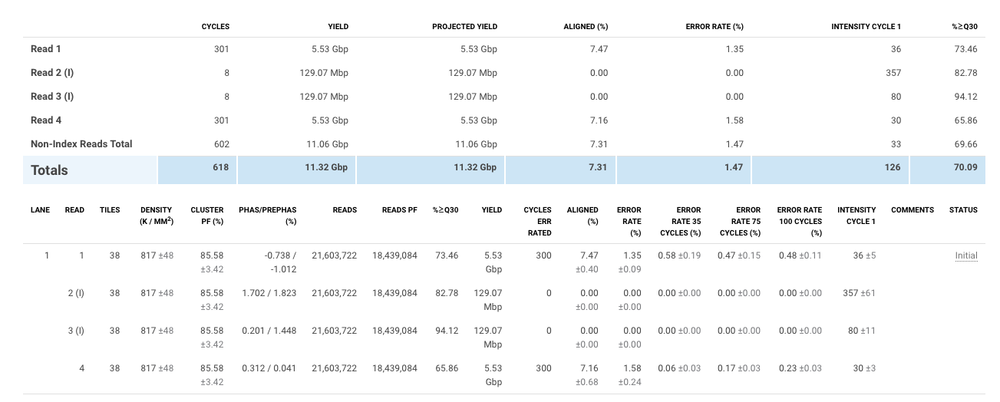 CYCLES YIELD PROJECTED YIELD ALIGNED (%) ERROR RATE (%) INTENSITY CYCLE 1 %≥Q30
Read 1 301 5.53 Gbp 5.53 Gbp 7.47 1.35 36 73.46
Read 2 (I) 8 129.07 Mbp 129.07 Mbp 0.00 0.00 357 82.78
Read 3 (I) 8 129.07 Mbp 129.07 Mbp 0.00 0.00 80 94.12
Read 4 301 5.53 Gbp 5.53 Gbp 7.16 1.58 30 65.86
Non-Index Reads Total 602 11.06 Gbp 11.06 Gbp 7.31 1.47 33 69.66
Totals 618 11.32 Gbp 11.32 Gbp 7.31 1.47 126 70.09
LANE READ TILES DENSITY CLUSTER PHAS/PREPHAS READS READS PF %≥Q30 YIELD CYCLES ALIGNED ERROR ERROR ERROR ERROR RATE INTENSITY COMMENTS STATUS
(K / MM²) PF (%) (%) ERR (%) RATE RATE 35 RATE 75 100 CYCLES CYCLE 1
RATED (%) CYCLES (%) CYCLES (%) (%)
1 1 38 817 ±48 85.58 -0.738 / 21,603,722 18,439,084 73.46 5.53 300 7.47 1.35 0.58 ±0.19 0.47 ±0.15 0.48 ±0.11 36 ±5 Initial
±3.42 -1.012 Gbp ±0.40 ±0.09
2 (I) 38 817 ±48 85.58 1.702 / 1.823 21,603,722 18,439,084 82.78 129.07 0 0.00 0.00 0.00 ±0.00 0.00 ±0.00 0.00 ±0.00 357 ±61
±3.42 Mbp ±0.00 ±0.00
3 (I) 38 817 ±48 85.58 0.201 / 1.448 21,603,722 18,439,084 94.12 129.07 0 0.00 0.00 0.00 ±0.00 0.00 ±0.00 0.00 ±0.00 80 ±11
±3.42 Mbp ±0.00 ±0.00
4 38 817 ±48 85.58 0.312 / 0.041 21,603,722 18,439,084 65.86 5.53 300 7.16 1.58 0.06 ±0.03 0.17 ±0.03 0.23 ±0.03 30 ±3
±3.42 Gbp ±0.68 ±0.24